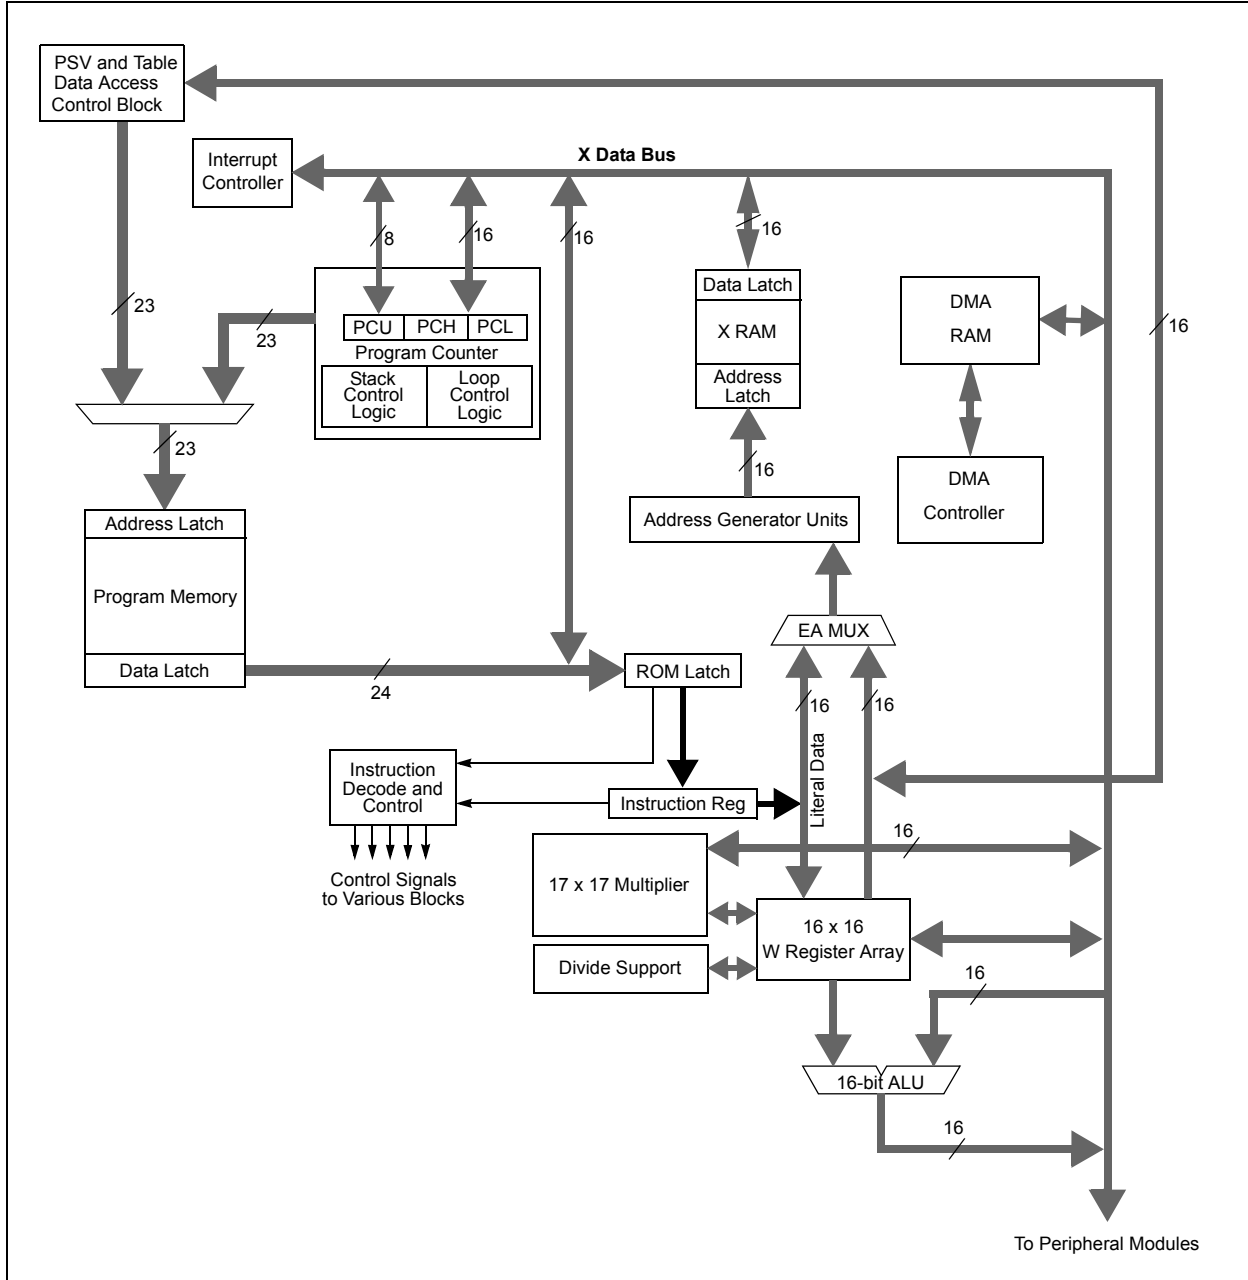 PSV and Table
Data Access
Control Block
Interrupt
Controller
X Data Bus
8
16
16
16
16
23
23
PCU
PCH
PCL
Program Counter
Stack
Control
Logic
Loop
Control
Logic
Data Latch
X RAM
Address
Latch
DMA
RAM
23
16
DMA
Controller
Address Generator Units
Address Latch
Program Memory
Data Latch
24
EA MUX
ROM Latch
16
16
Literal Data
Instruction
Decode and
Control
Instruction Reg
Control Signals
to Various Blocks
17 x 17 Multiplier
16
16 x 16
W Register Array
Divide Support
16
16-bit ALU
16
To Peripheral Modules